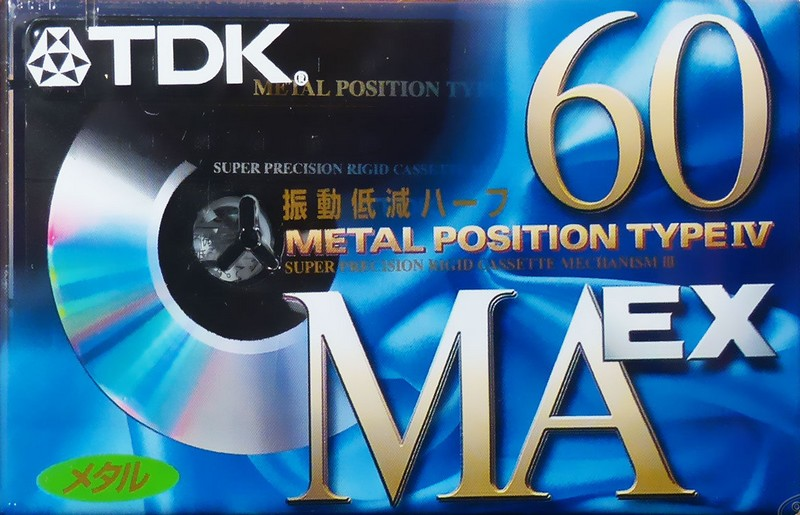 TDK®
60
METAL POSITION TYP
SUPER PRECISION RIGID CASSETTE
振動低減ハーフ
METAL POSITION TYPE IV
SUPER PRECISION RIGID CASSETTE MECHANISM III
MA EX
メタル